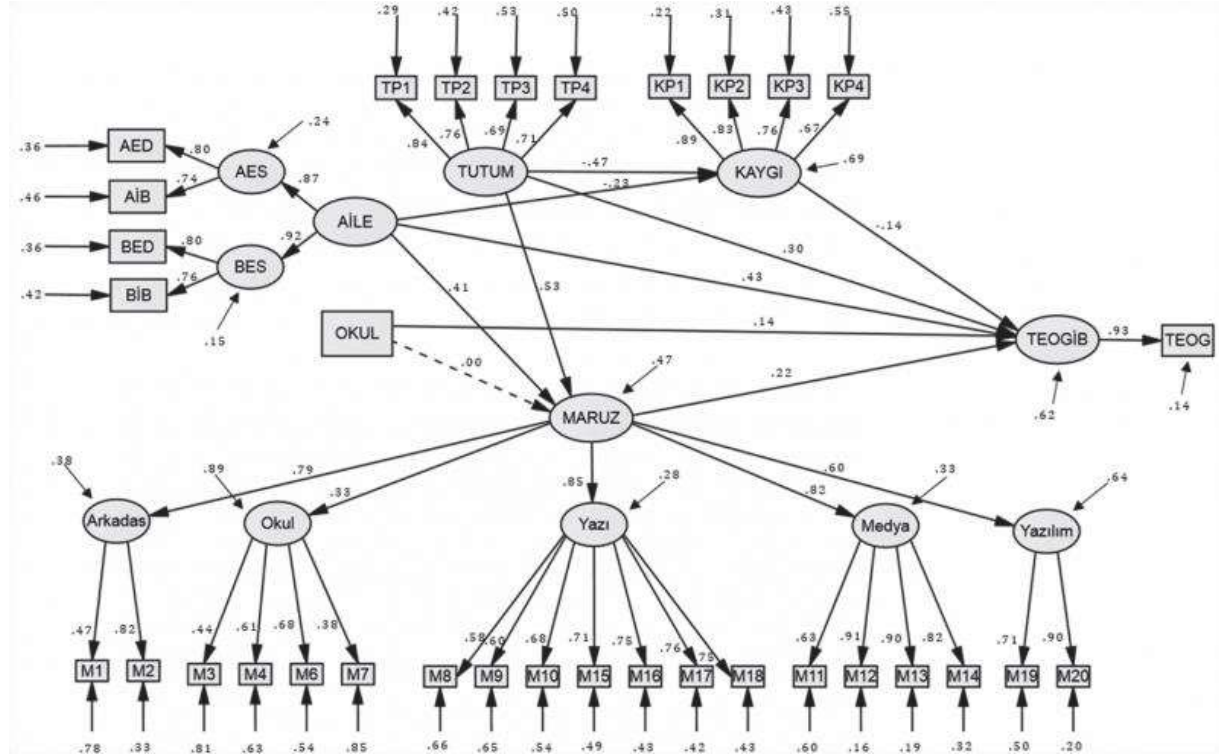 .29 .42 .53 .50 .22 .31 .43 .55
TP1 TP2 TP3 TP4 KP1 KP2 KP3 KP4
.84 .76 .69 .71 .89 .83 .76 .67
.36 AED .80 AES .24
.46 AİB .74
.87
TUTUM -.47 KAYGI .69
-.23
AİLE
.36 BED .80 BES .92
.42 BİB .76
.15
-.14
.30
.43
.41 .53
OKUL .14 TEOGİB .93 TEOG
.00
.47 .22
.62 .14
MARUZ
.38 .79 .89 .33 .85 .28 .82 .33 .60 .64
Arkadas Okul Yazı Medya Yazılım
.47 .82 .44 .61 .68 .38 .58 .60 .68 .71 .75 .76 .75 .63 .91 .90 .82 .71 .90
M1 M2 M3 M4 M6 M7 M8 M9 M10 M15 M16 M17 M18 M11 M12 M13 M14 M19 M20
.78 .33 .81 .63 .54 .85 .66 .65 .54 .49 .43 .42 .43 .60 .16 .19 .32 .50 .20